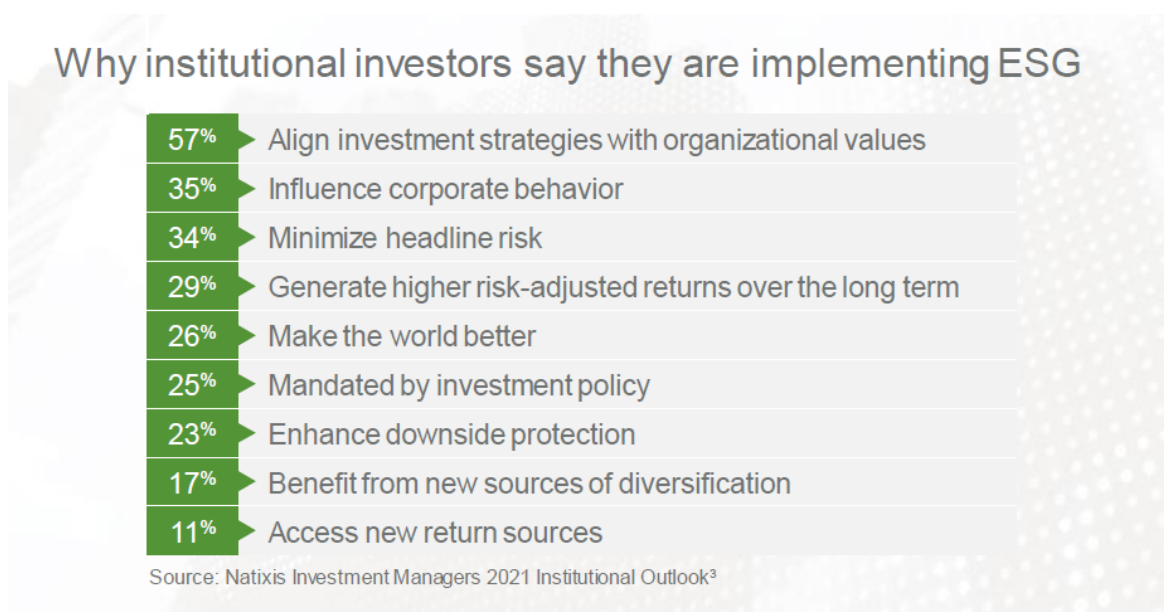 Why institutional investors say they are implementing ESG
57% Align investment strategies with organizational values
35% Influence corporate behavior
34% Minimize headline risk
29% Generate higher risk-adjusted returns over the long term
26% Make the world better
25% Mandated by investment policy
23% Enhance downside protection
17% Benefit from new sources of diversification
11% Access new return sources
Source: Natixis Investment Managers 2021 Institutional Outlook³